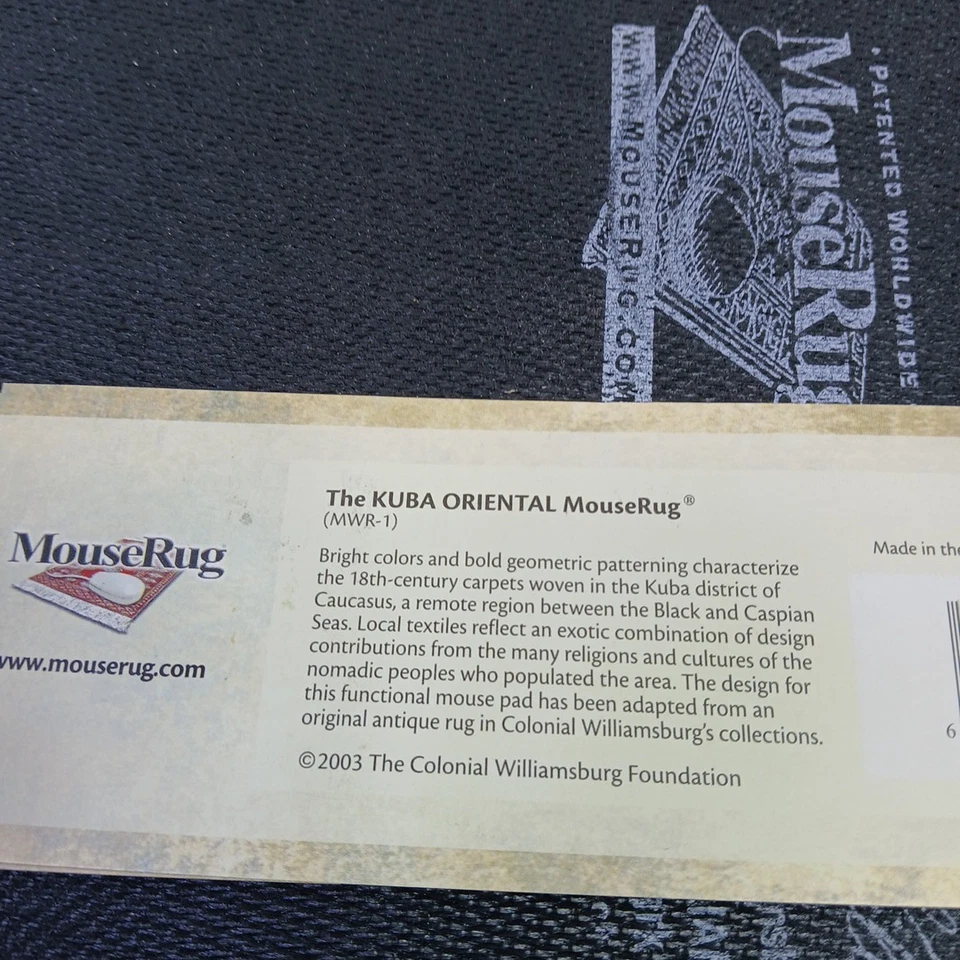 WWW.MOUSERUG.COM
MouseRug
PATENTED WORLDWIDE
MouseRug
www.mouserug.com
The KUBA ORIENTAL MouseRug®
(MWR-1)
Bright colors and bold geometric patterning characterize
the 18th-century carpets woven in the Kuba district of
Caucasus, a remote region between the Black and Caspian
Seas. Local textiles reflect an exotic combination of design
contributions from the many religions and cultures of the
nomadic peoples who populated the area. The design for
this functional mouse pad has been adapted from an
original antique rug in Colonial Williamsburg's collections.
©2003 The Colonial Williamsburg Foundation
Made in the
6